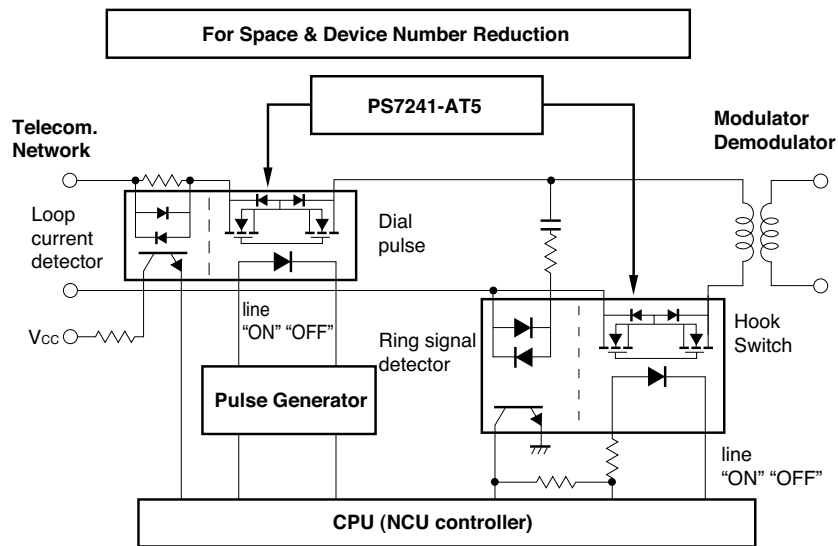 For Space & Device Number Reduction
PS7241-AT5
Telecom.
Network
Modulator
Demodulator
Loop
current
detector
Dial
pulse
line
“ON” “OFF”
Vcc
Ring signal
detector
Hook
Switch
Pulse Generator
line
“ON” “OFF”
CPU (NCU controller)